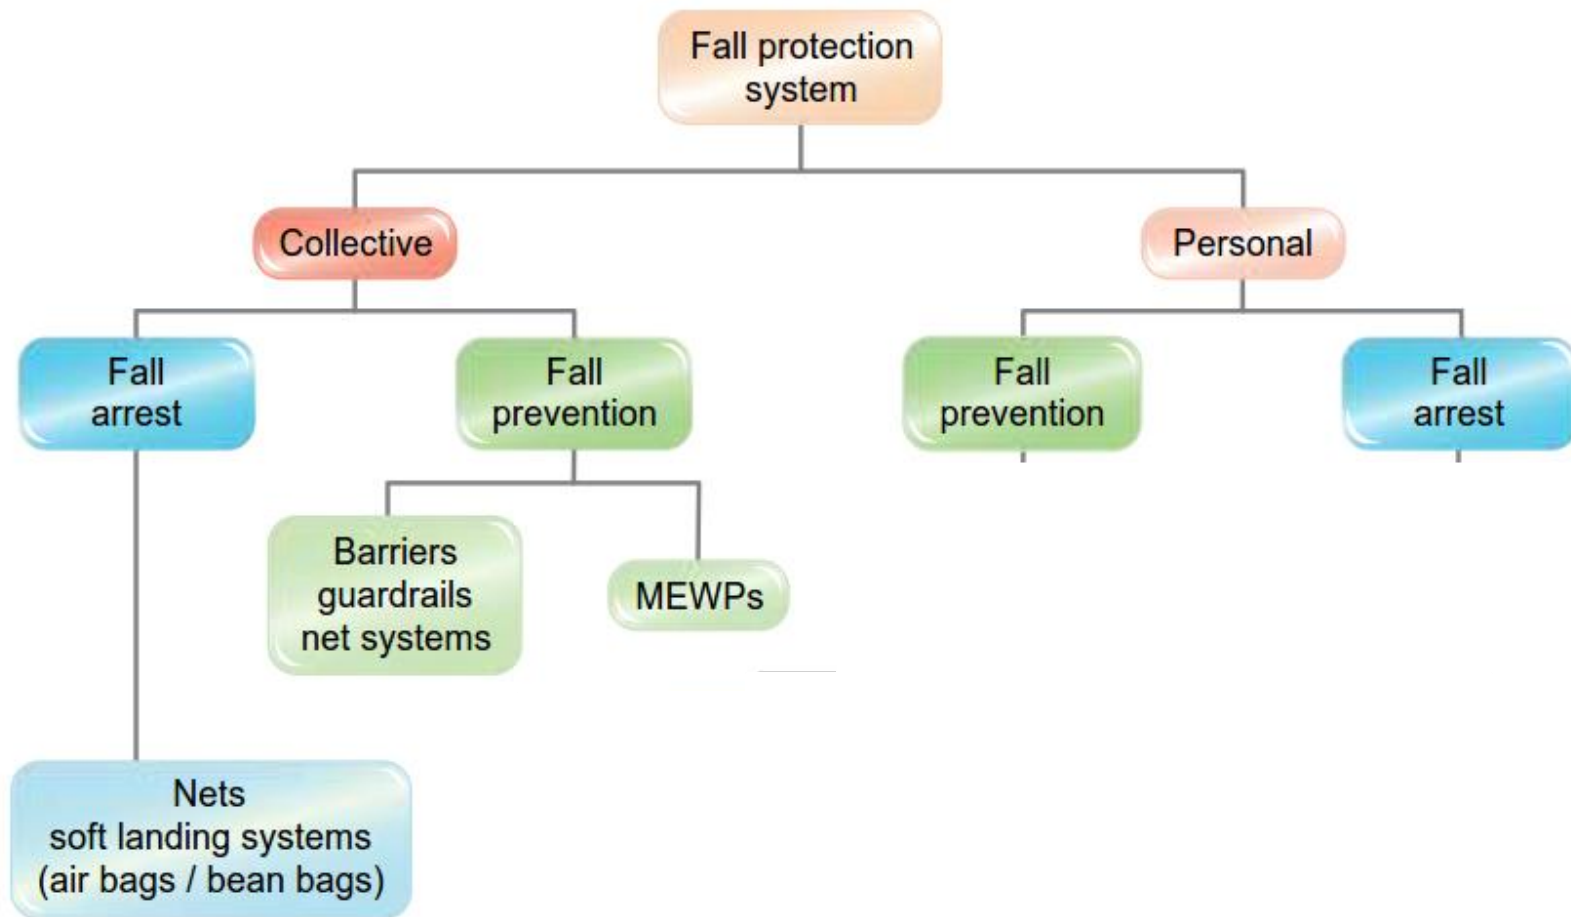 Fall protection
system
Collective
Personal
Fall
arrest
Fall
prevention
Fall
prevention
Fall
arrest
Barriers
guardrails
net systems
MEWPs
Nets
soft landing systems
(air bags / bean bags)